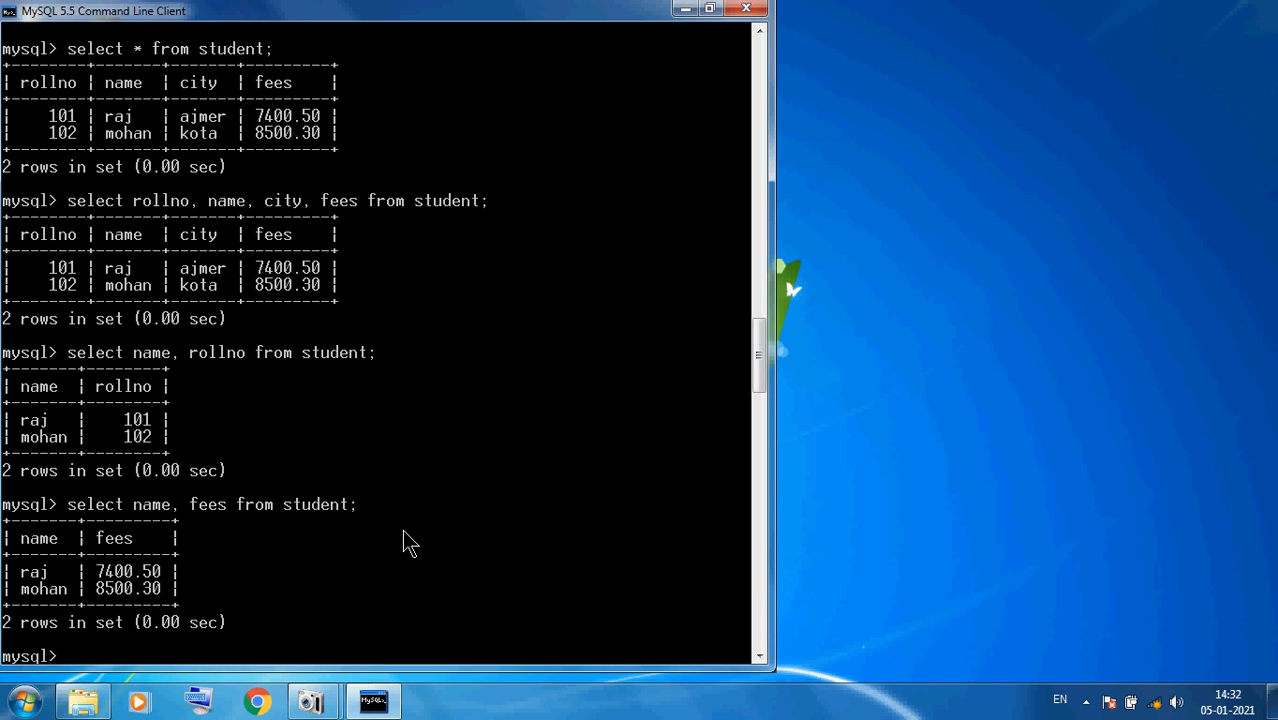 MySQL 5.5 Command Line Client
mysql> select * from student;
+--------+-------+-------+---------+
| rollno | name  | city  | fees    |
+--------+-------+-------+---------+
|    101 | raj   | ajmer | 7400.50 |
|    102 | mohan | kota  | 8500.30 |
+--------+-------+-------+---------+
2 rows in set (0.00 sec)
mysql> select rollno, name, city, fees from student;
+--------+-------+-------+---------+
| rollno | name  | city  | fees    |
+--------+-------+-------+---------+
|    101 | raj   | ajmer | 7400.50 |
|    102 | mohan | kota  | 8500.30 |
+--------+-------+-------+---------+
2 rows in set (0.00 sec)
mysql> select name, rollno from student;
+-------+--------+
| name  | rollno |
+-------+--------+
| raj   |    101 |
| mohan |    102 |
+-------+--------+
2 rows in set (0.00 sec)
mysql> select name, fees from student;
+-------+---------+
| name  | fees    |
+-------+---------+
| raj   | 7400.50 |
| mohan | 8500.30 |
+-------+---------+
2 rows in set (0.00 sec)
mysql>
EN
14:32
05-01-2021